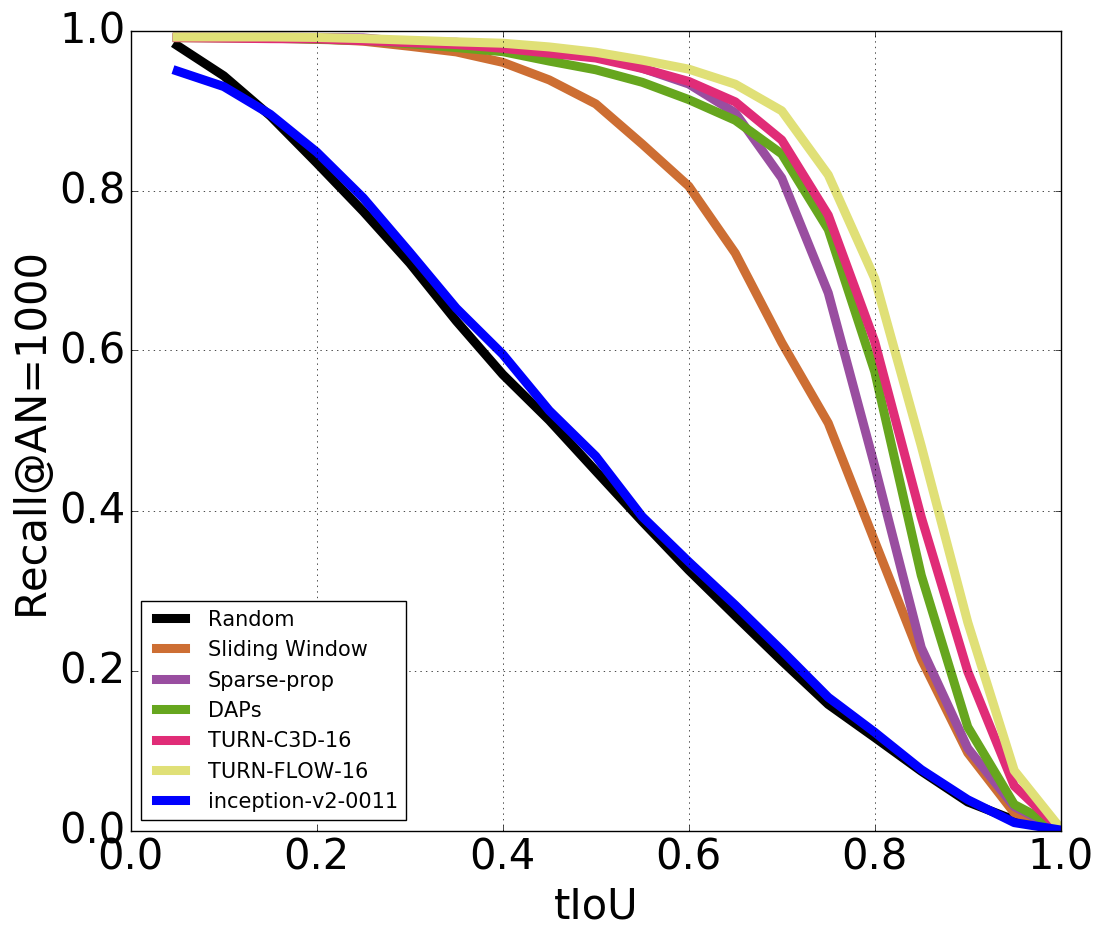 1.0
0.8
0.6
0.4
0.2
0.0
Recall@AN=1000
Random
Sliding Window
Sparse-prop
DAPs
TURN-C3D-16
TURN-FLOW-16
inception-v2-0011
0.0 0.2 0.4 0.6 0.8 1.0
tIoU